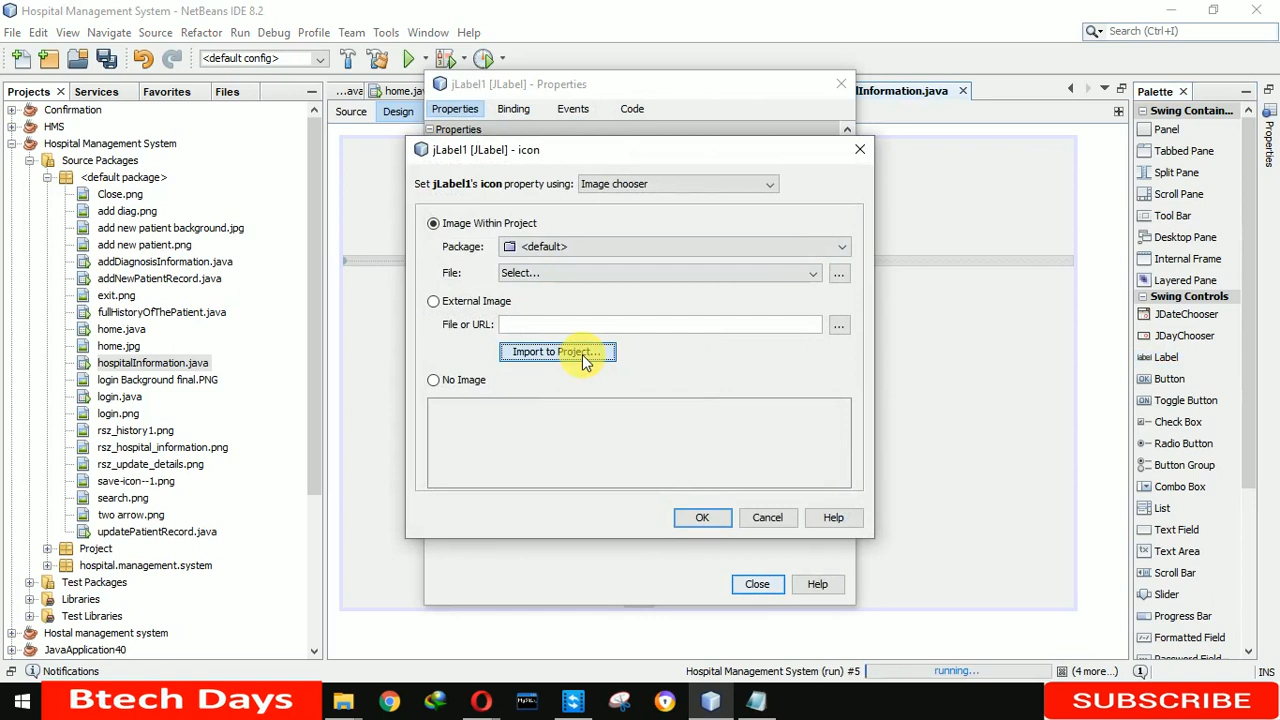 Hospital Management System - NetBeans IDE 8.2
File Edit View Navigate Source Refactor Run Debug Profile Team Tools Window Help
Search (Ctrl+I)
<default config>
Projects Services Favorites Files
Confirmation
HMS
Hospital Management System
Source Packages
<default package>
Close.png
add diag.png
add new patient background.jpg
add new patient.png
addDiagnosisInformation.java
addNewPatientRecord.java
exit.png
fullHistoryOfThePatient.java
home.java
home.jpg
hospitalInformation.java
login Background final.PNG
login.java
login.png
rsz_history1.png
rsz_hospital_information.png
rsz_update_details.png
save-icon--1.png
search.png
two arrow.png
updatePatientRecord.java
Project
hospital.management.system
Test Packages
Libraries
Test Libraries
Hostal management system
JavaApplication40
...ava home.jav lInformation.java
Source Design
jLabel1 [JLabel] - Properties
Properties Binding Events Code
Properties
jLabel1 [JLabel] - icon
Set jLabel1's icon property using: Image chooser
Image Within Project
Package: <default>
File: Select... ...
External Image
File or URL: ...
Import to Project...
No Image
OK Cancel Help
Close Help
Palette
Swing Contain...
Panel
Tabbed Pane
Split Pane
Scroll Pane
Tool Bar
Desktop Pane
Internal Frame
Layered Pane
Swing Controls
JDateChooser
JDayChooser
Label
Button
Toggle Button
Check Box
Radio Button
Button Group
Combo Box
List
Text Field
Text Area
Scroll Bar
Slider
Progress Bar
Formatted Field
Password Field
Properties
Notifications
Hospital Management System (run) #5 running... (4 more...) INS
Btech Days
SUBSCRIBE